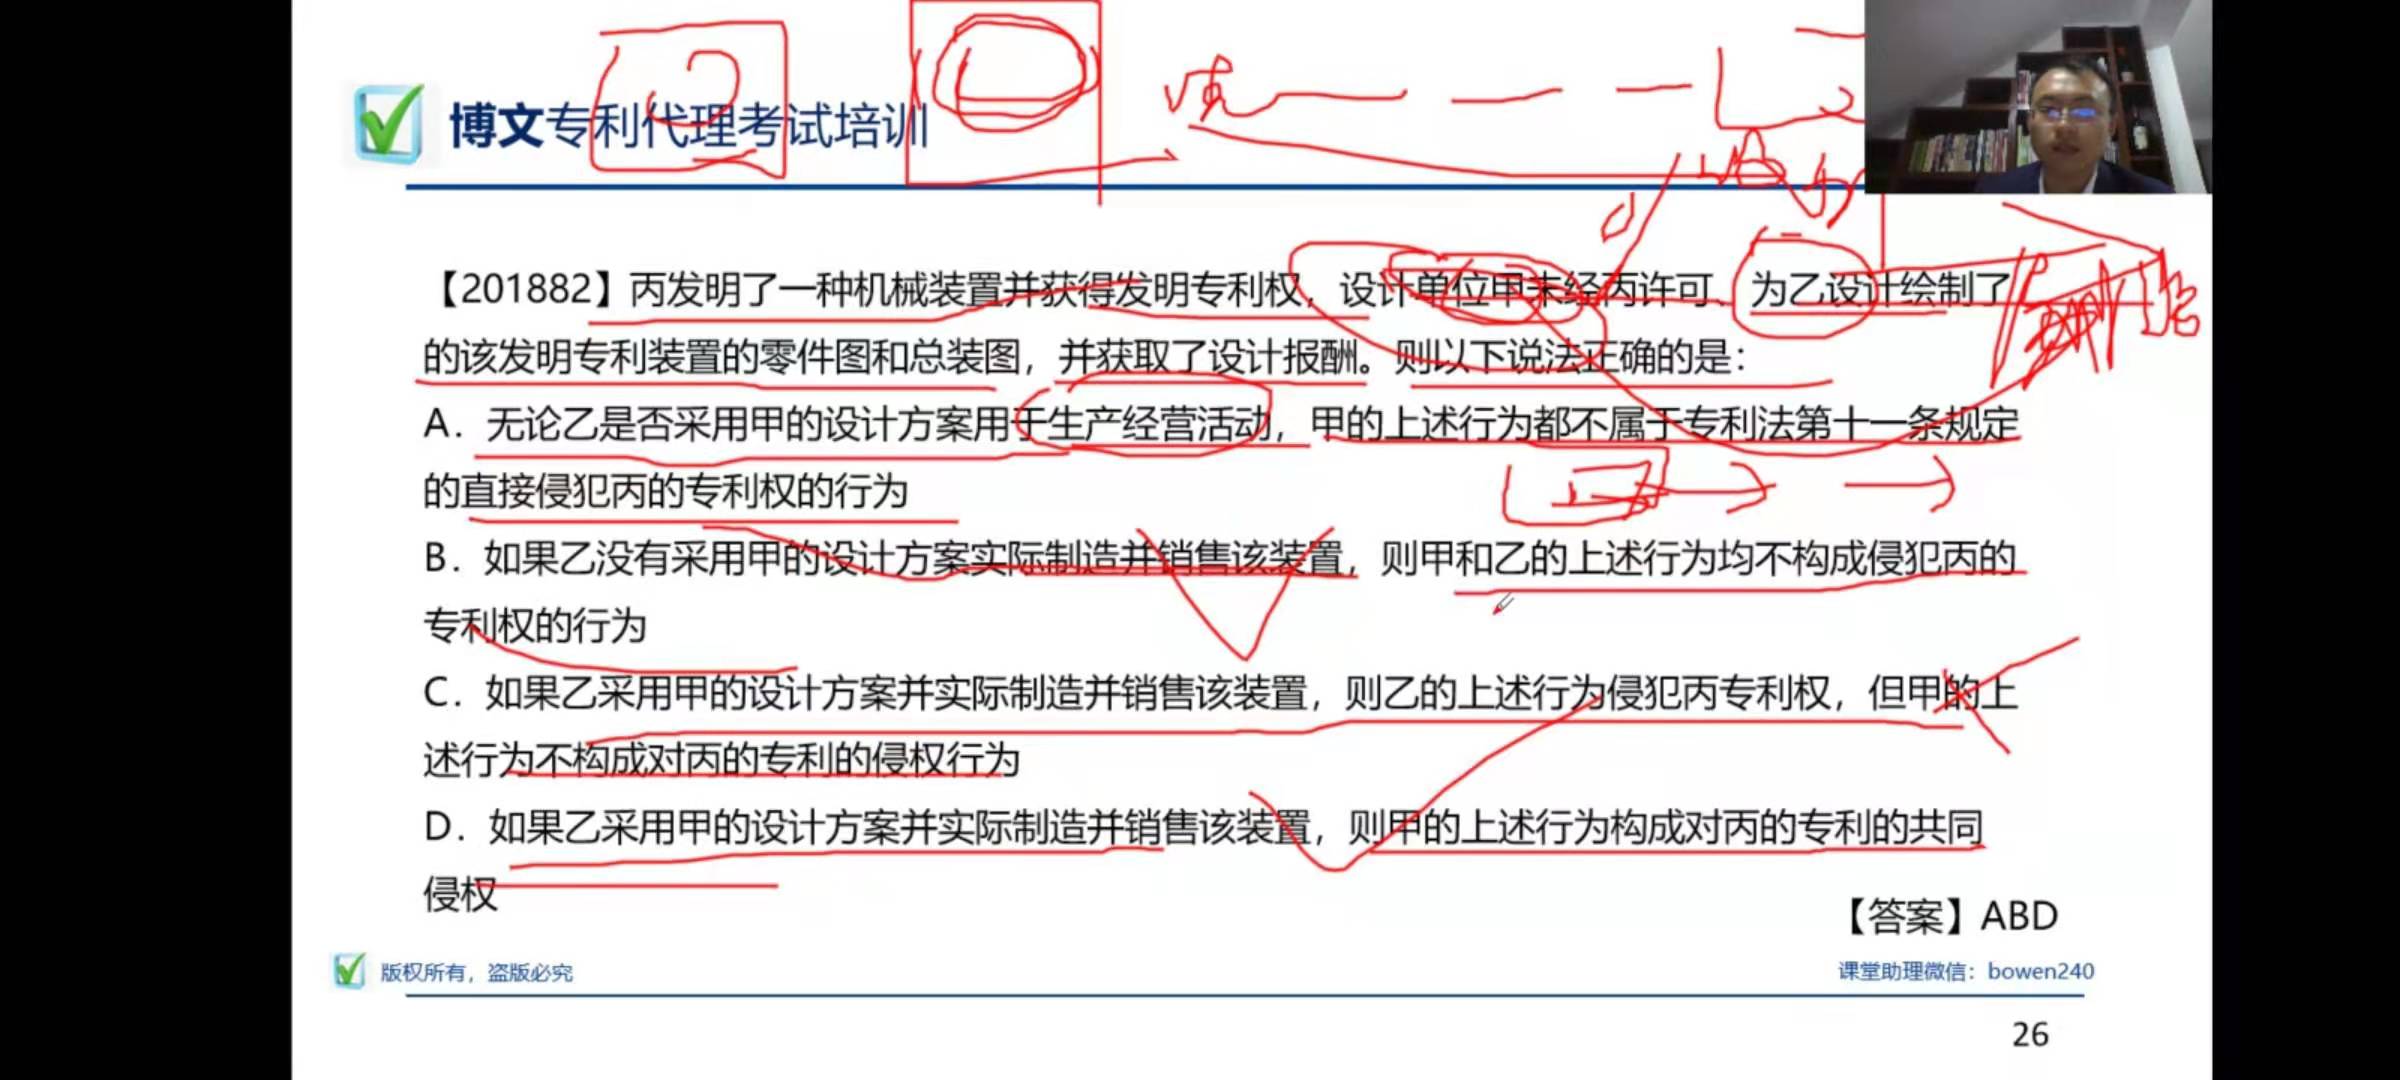 博文专利代理考试培训
【201882】丙发明了一种机械装置并获得发明专利权，设计单位甲未经丙许可、为乙设计绘制了
的该发明专利装置的零件图和总装图，并获取了设计报酬。则以下说法正确的是：
A．无论乙是否采用甲的设计方案用于生产经营活动，甲的上述行为都不属于专利法第十一条规定
的直接侵犯丙的专利权的行为
B．如果乙没有采用甲的设计方案实际制造并销售该装置，则甲和乙的上述行为均不构成侵犯丙的
专利权的行为
C．如果乙采用甲的设计方案并实际制造并销售该装置，则乙的上述行为侵犯丙专利权，但甲的上
述行为不构成对丙的专利的侵权行为
D．如果乙采用甲的设计方案并实际制造并销售该装置，则甲的上述行为构成对丙的专利的共同
侵权
【答案】ABD
版权所有，盗版必究
课堂助理微信：bowen240
26